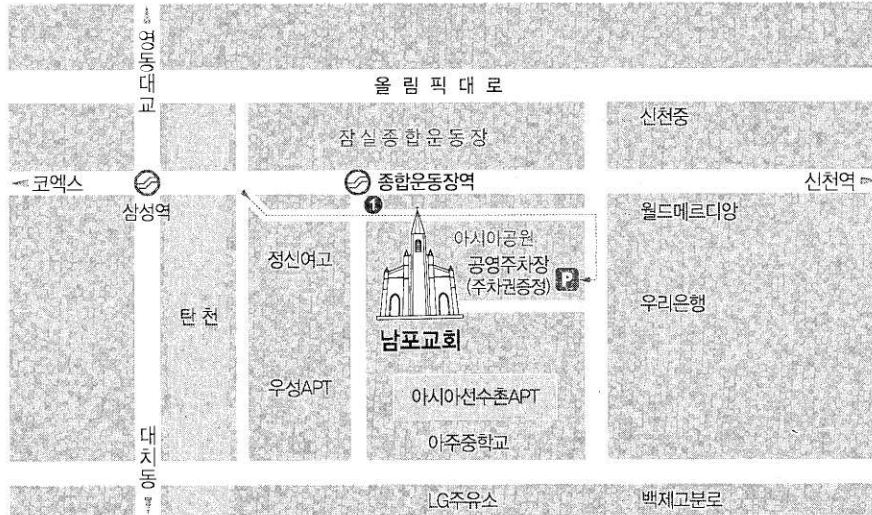 영동대교
올림픽대로
신천중
잠실종합운동장
코엑스
종합운동장역
신천역
삼성역
1
월드메르디앙
아시아공원
정신여고
공영주차장
(주차권증정)
P
탄천
우리은행
남포교회
우성APT
아시아선수촌APT
대치동
아주중학교
LG주유소
백제고분로